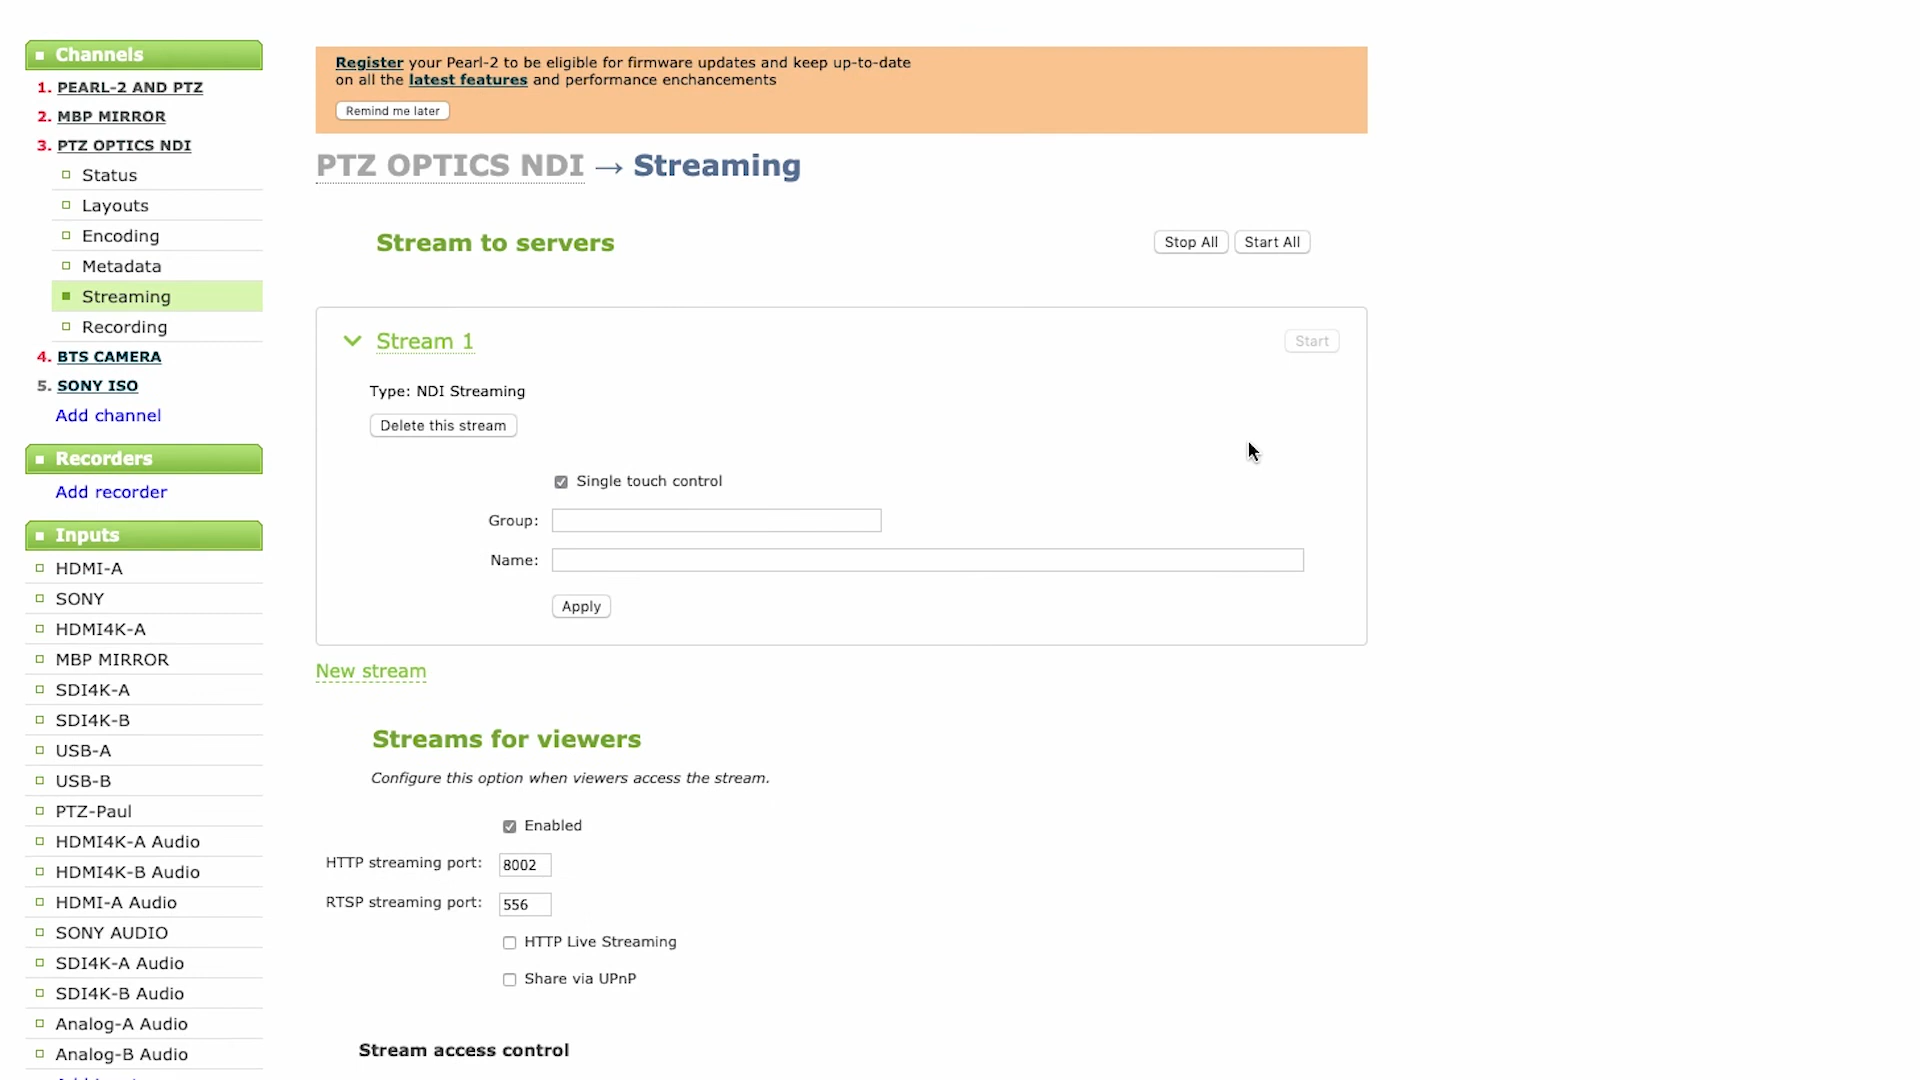 Channels
1. PEARL-2 AND PTZ
2. MBP MIRROR
3. PTZ OPTICS NDI
Status
Layouts
Encoding
Metadata
Streaming
Recording
4. BTS CAMERA
5. SONY ISO
Add channel
Recorders
Add recorder
Inputs
HDMI-A
SONY
HDMI4K-A
MBP MIRROR
SDI4K-A
SDI4K-B
USB-A
USB-B
PTZ-Paul
HDMI4K-A Audio
HDMI4K-B Audio
HDMI-A Audio
SONY AUDIO
SDI4K-A Audio
SDI4K-B Audio
Analog-A Audio
Analog-B Audio
Register your Pearl-2 to be eligible for firmware updates and keep up-to-date
on all the latest features and performance enchancements
Remind me later
PTZ OPTICS NDI → Streaming
Stream to servers
Stop All Start All
Stream 1
Start
Type: NDI Streaming
Delete this stream
Single touch control
Group:
Name:
Apply
New stream
Streams for viewers
Configure this option when viewers access the stream.
Enabled
HTTP streaming port: 8002
RTSP streaming port: 556
HTTP Live Streaming
Share via UPnP
Stream access control